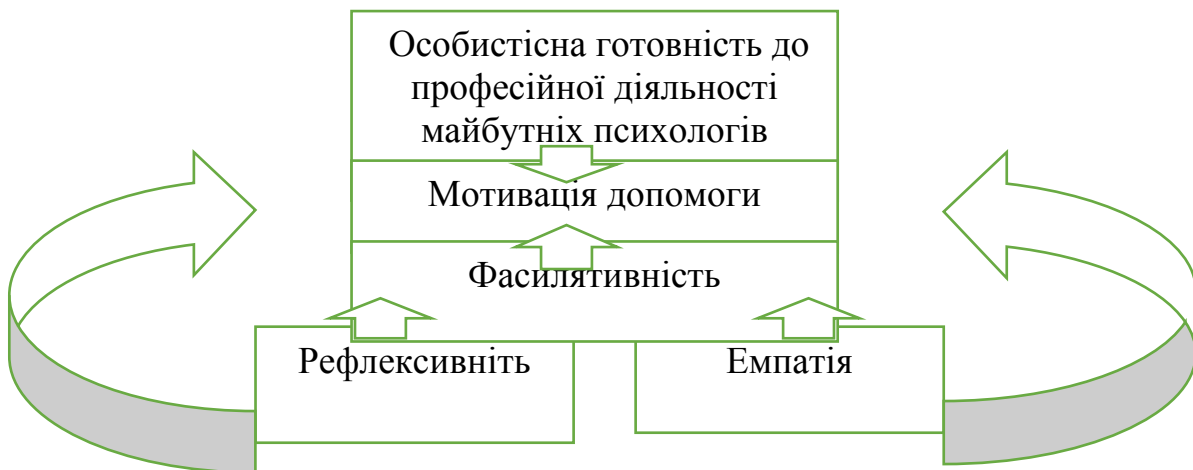 Особистісна готовність до
професійної діяльності
майбутніх психологів
Мотивація допомоги
Фасилятивність
Рефлексивніть
Емпатія